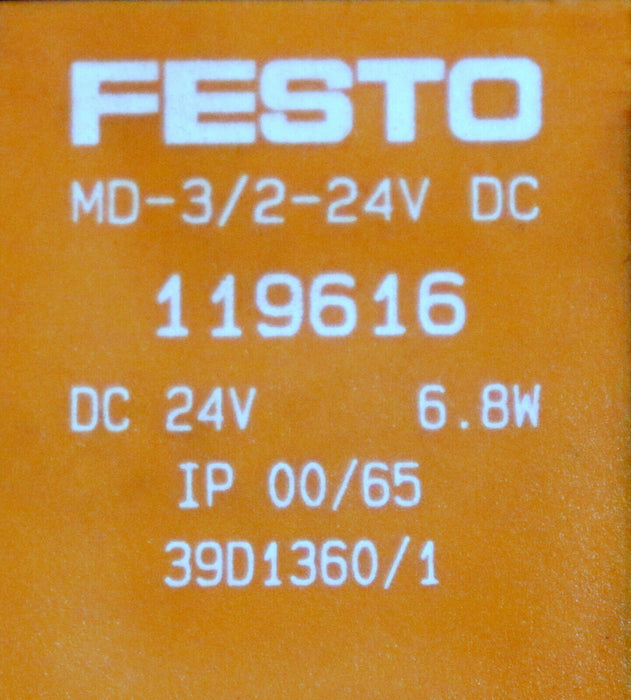 FESTO
MD-3/2-24V DC
119616
DC 24V 6.8W
IP 00/65
39D1360/1